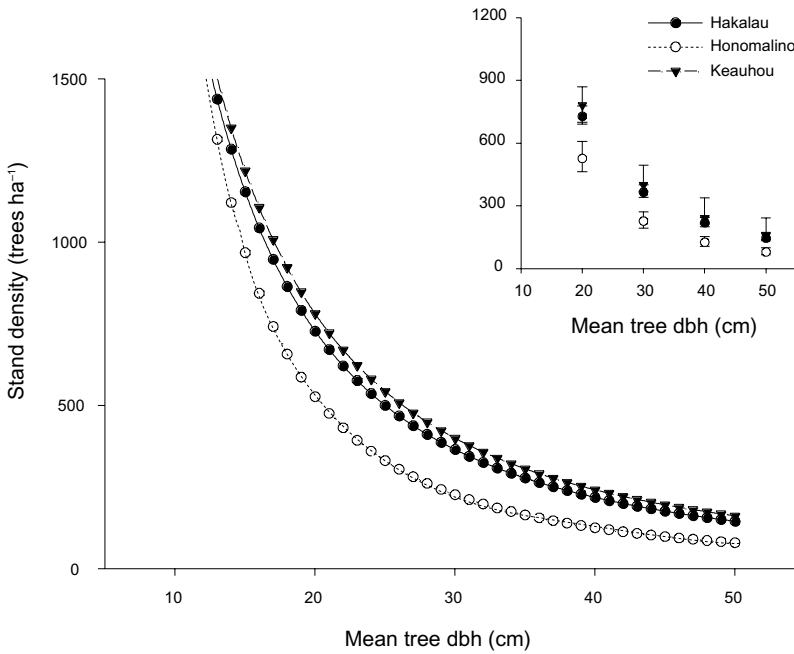 1200
900
600
300
0
10 20 30 40 50
Mean tree dbh (cm)
Hakalau
Honomalino
Keauhou
1500
1000
500
0
10 20 30 40 50
Mean tree dbh (cm)
Stand density (trees ha⁻¹)